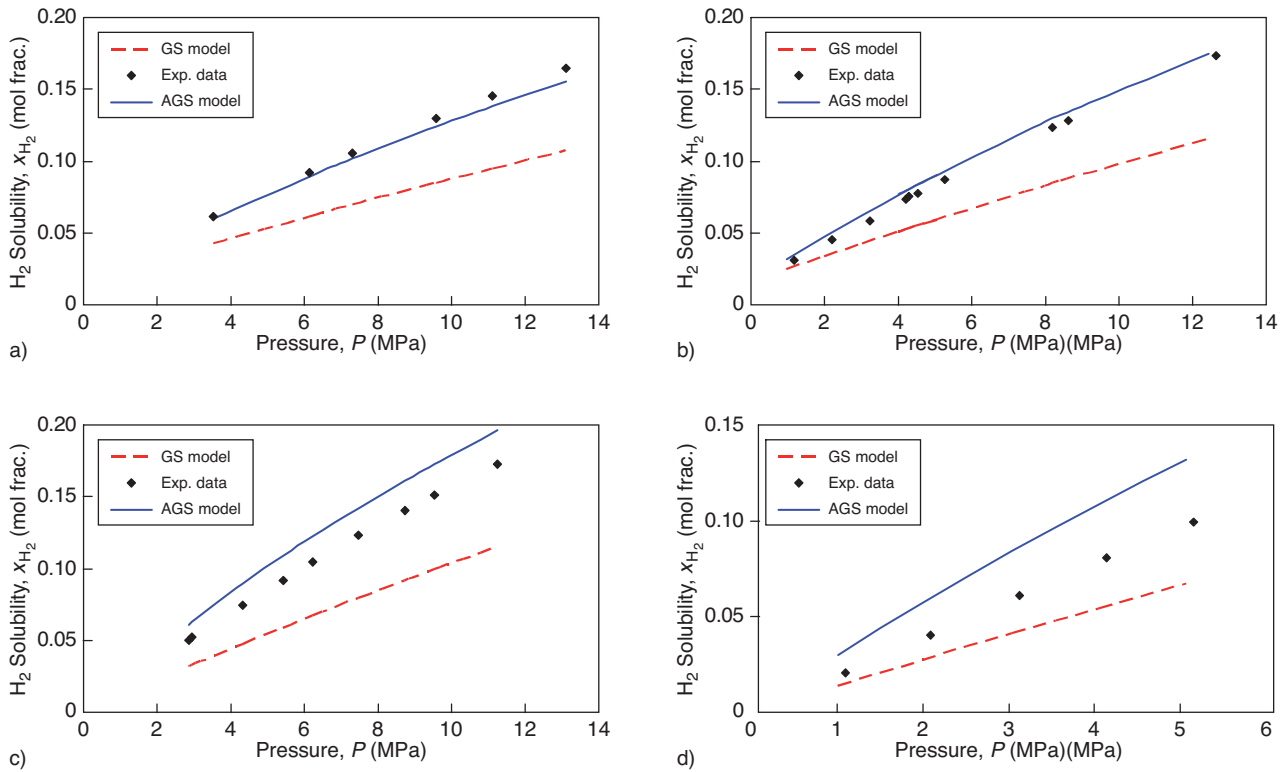 0.20
0.15
0.10
0.05
0
H2 Solubility, xH2 (mol frac.)
GS model
Exp. data
AGS model
0 2 4 6 8 10 12 14
Pressure, P (MPa)
a)
0.20
0.15
0.10
0.05
0
H2 Solubility, xH2 (mol frac.)
GS model
Exp. data
AGS model
0 2 4 6 8 10 12 14
Pressure, P (MPa)(MPa)
b)
0.20
0.15
0.10
0.05
0
H2 Solubility, xH2 (mol frac.)
GS model
Exp. data
AGS model
0 2 4 6 8 10 12 14
Pressure, P (MPa)
c)
0.15
0.10
0.05
0
H2 Solubility, xH2 (mol frac.)
GS model
Exp. data
AGS model
0 1 2 3 4 5 6
Pressure, P (MPa)(MPa)
d)